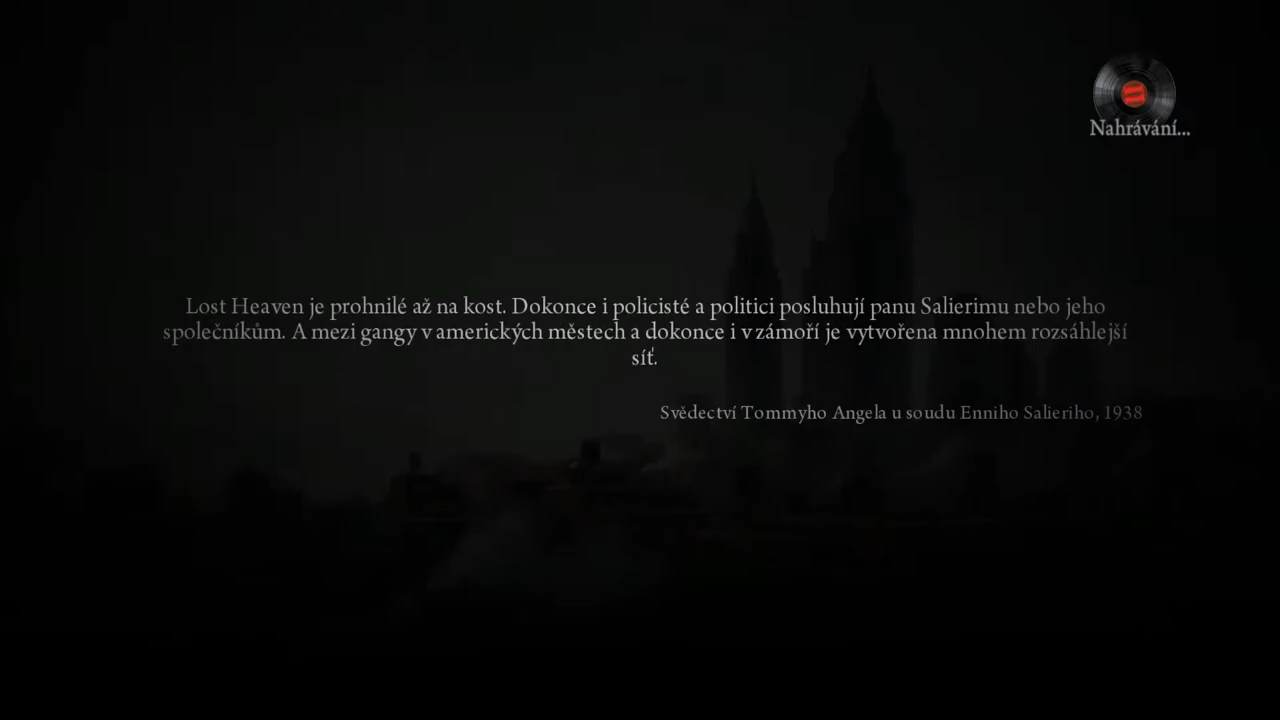 Nahrávání...
Lost Heaven je prohnilé až na kost. Dokonce i policisté a politici posluhují panu Salierimu nebo jeho
společníkům. A mezi gangy v amerických městech a dokonce i v zámoří je vytvořena mnohem rozsáhlejší
síť.
Svědectví Tommyho Angela u soudu Enniho Salieriho, 1938